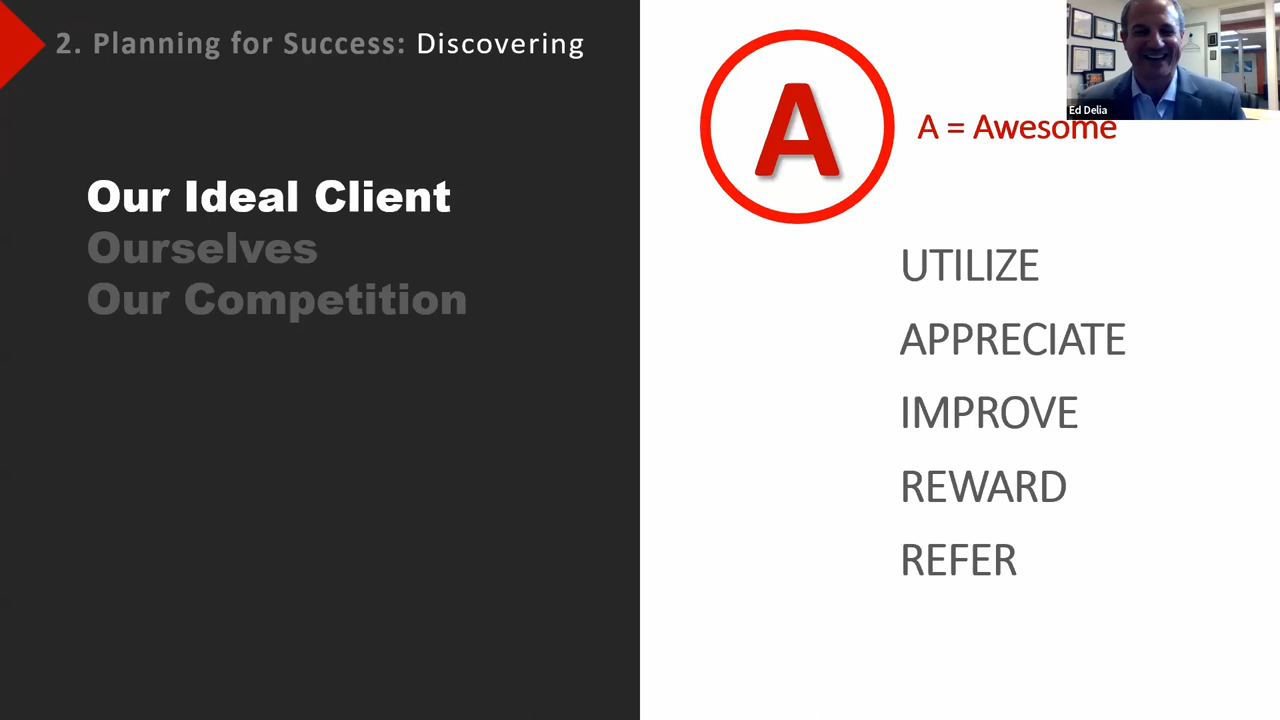 2. Planning for Success: Discovering
Our Ideal Client
Ourselves
Our Competition
A
A = Awesome
Ed Delia
UTILIZE
APPRECIATE
IMPROVE
REWARD
REFER